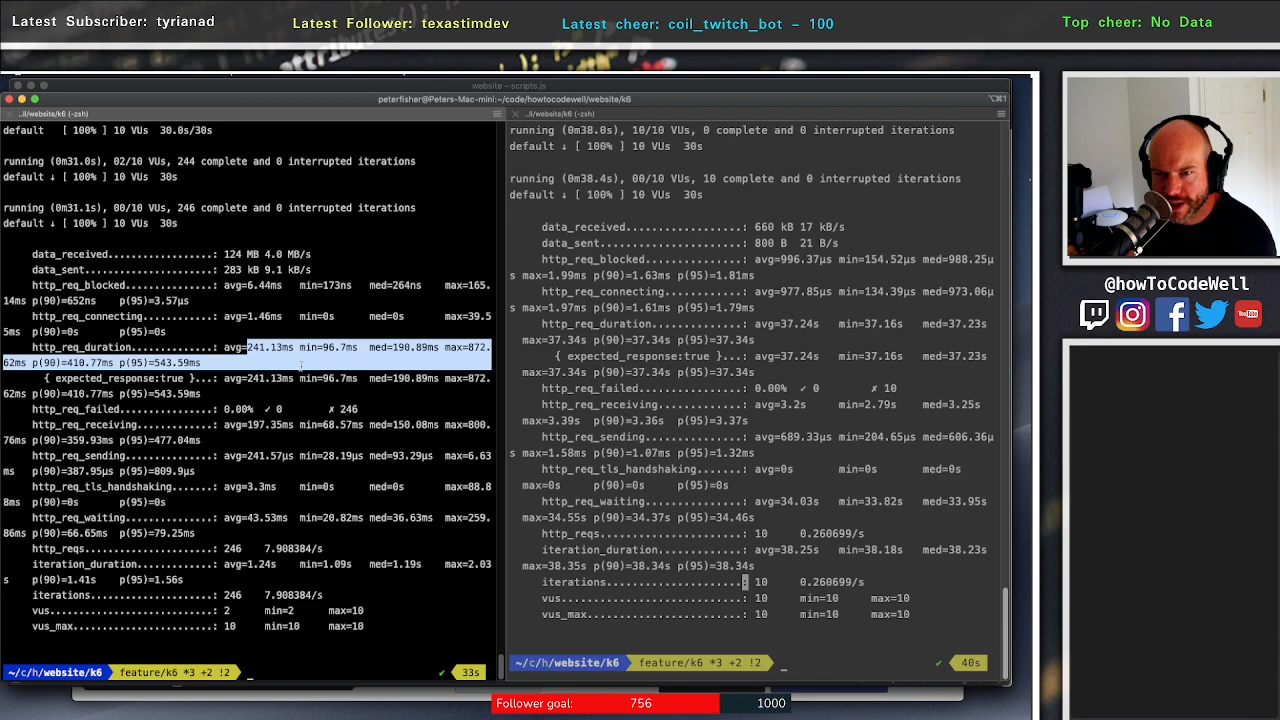 Latest Subscriber: tyrianad
Latest Follower: texastimdev
Latest cheer: coil_twitch_bot - 100
Top cheer: No Data
website — scripts.js
peterfisher@Peters-Mac-mini:~/code/howtocodewell/website/k6
⌥⌘1
..ll/website/k6 (-zsh)
default   [ 100% ] 10 VUs  30.0s/30s
running (0m31.0s), 02/10 VUs, 244 complete and 0 interrupted iterations
default ↓ [ 100% ] 10 VUs  30s
running (0m31.1s), 00/10 VUs, 246 complete and 0 interrupted iterations
default ↓ [ 100% ] 10 VUs  30s
data_received..................: 124 MB 4.0 MB/s
data_sent......................: 283 kB 9.1 kB/s
http_req_blocked...............: avg=6.44ms   min=173ns   med=264ns    max=165.
14ms p(90)=652ns    p(95)=3.57µs
http_req_connecting............: avg=1.46ms   min=0s      med=0s       max=39.5
5ms  p(90)=0s       p(95)=0s
http_req_duration..............: avg=241.13ms min=96.7ms  med=190.89ms max=872.
62ms p(90)=410.77ms p(95)=543.59ms
{ expected_response:true }...: avg=241.13ms min=96.7ms  med=190.89ms max=872.
62ms p(90)=410.77ms p(95)=543.59ms
http_req_failed................: 0.00%  ✓ 0        ✗ 246
http_req_receiving.............: avg=197.35ms min=68.57ms med=150.08ms max=800.
76ms p(90)=359.93ms p(95)=477.04ms
http_req_sending...............: avg=241.57µs min=28.19µs med=93.29µs  max=6.63
ms   p(90)=387.95µs p(95)=809.9µs
http_req_tls_handshaking.......: avg=3.3ms    min=0s      med=0s       max=88.8
8ms  p(90)=0s       p(95)=0s
http_req_waiting...............: avg=43.53ms  min=20.82ms med=36.63ms  max=259.
86ms p(90)=66.65ms  p(95)=79.25ms
http_reqs......................: 246    7.908384/s
iteration_duration.............: avg=1.24s    min=1.09s   med=1.19s    max=2.03
s    p(90)=1.41s    p(95)=1.56s
iterations.....................: 246    7.908384/s
vus............................: 2      min=2      max=10
vus_max........................: 10     min=10     max=10
~/c/h/website/k6  feature/k6 *3 +2 !2  ✔  33s
..ll/website/k6 (-zsh)
running (0m38.0s), 10/10 VUs, 0 complete and 0 interrupted iterations
default ↓ [ 100% ] 10 VUs  30s
running (0m38.4s), 00/10 VUs, 10 complete and 0 interrupted iterations
default ↓ [ 100% ] 10 VUs  30s
data_received..................: 660 kB 17 kB/s
data_sent......................: 800 B  21 B/s
http_req_blocked...............: avg=996.37µs min=154.52µs med=988.25µ
s max=1.99ms p(90)=1.63ms p(95)=1.81ms
http_req_connecting............: avg=977.85µs min=134.39µs med=973.06µ
s max=1.97ms p(90)=1.61ms p(95)=1.79ms
http_req_duration..............: avg=37.24s   min=37.16s   med=37.23s
max=37.34s p(90)=37.34s p(95)=37.34s
{ expected_response:true }...: avg=37.24s   min=37.16s   med=37.23s
max=37.34s p(90)=37.34s p(95)=37.34s
http_req_failed................: 0.00%  ✓ 0        ✗ 10
http_req_receiving.............: avg=3.2s     min=2.79s    med=3.25s
max=3.39s  p(90)=3.36s  p(95)=3.37s
http_req_sending...............: avg=689.33µs min=204.65µs med=606.36µ
s max=1.58ms p(90)=1.07ms p(95)=1.32ms
http_req_tls_handshaking.......: avg=0s       min=0s       med=0s
max=0s     p(90)=0s     p(95)=0s
http_req_waiting...............: avg=34.03s   min=33.82s   med=33.95s
max=34.55s p(90)=34.37s p(95)=34.46s
http_reqs......................: 10     0.260699/s
iteration_duration.............: avg=38.25s   min=38.18s   med=38.23s
max=38.35s p(90)=38.34s p(95)=38.34s
iterations.....................: 10     0.260699/s
vus............................: 10     min=10     max=10
vus_max........................: 10     min=10     max=10
~/c/h/website/k6  feature/k6 *3 +2 !2  ✔  40s
@howToCodeWell
Follower goal: 756 1000